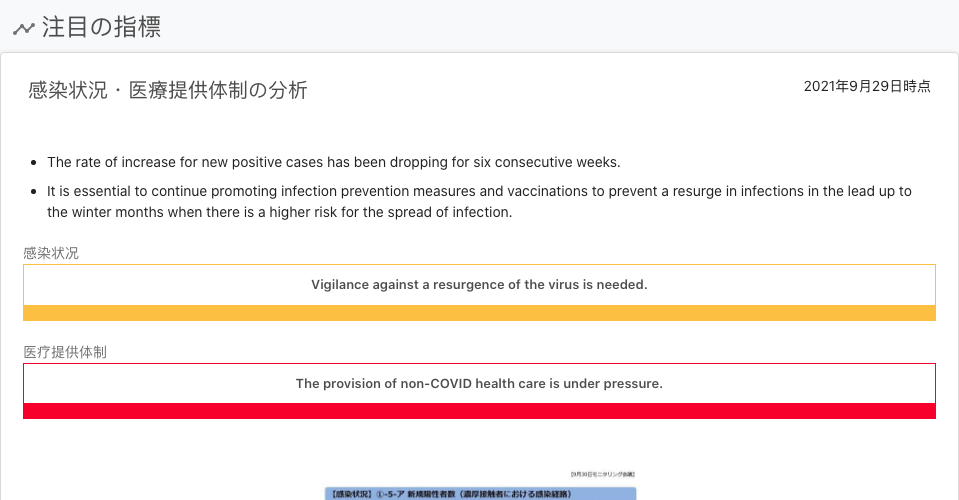 注目の指標
感染状況・医療提供体制の分析
2021年9月29日時点
The rate of increase for new positive cases has been dropping for six consecutive weeks.
It is essential to continue promoting infection prevention measures and vaccinations to prevent a resurge in infections in the lead up to
the winter months when there is a higher risk for the spread of infection.
感染状况
Vigilance against a resurgence of the virus is needed.
医疗提供体制
The provision of non-COVID health care is under pressure.
【9月30日モニタリング会議】
【感染状況】①-5-ア 新規陽性者数（濃厚接触者における感染経路）